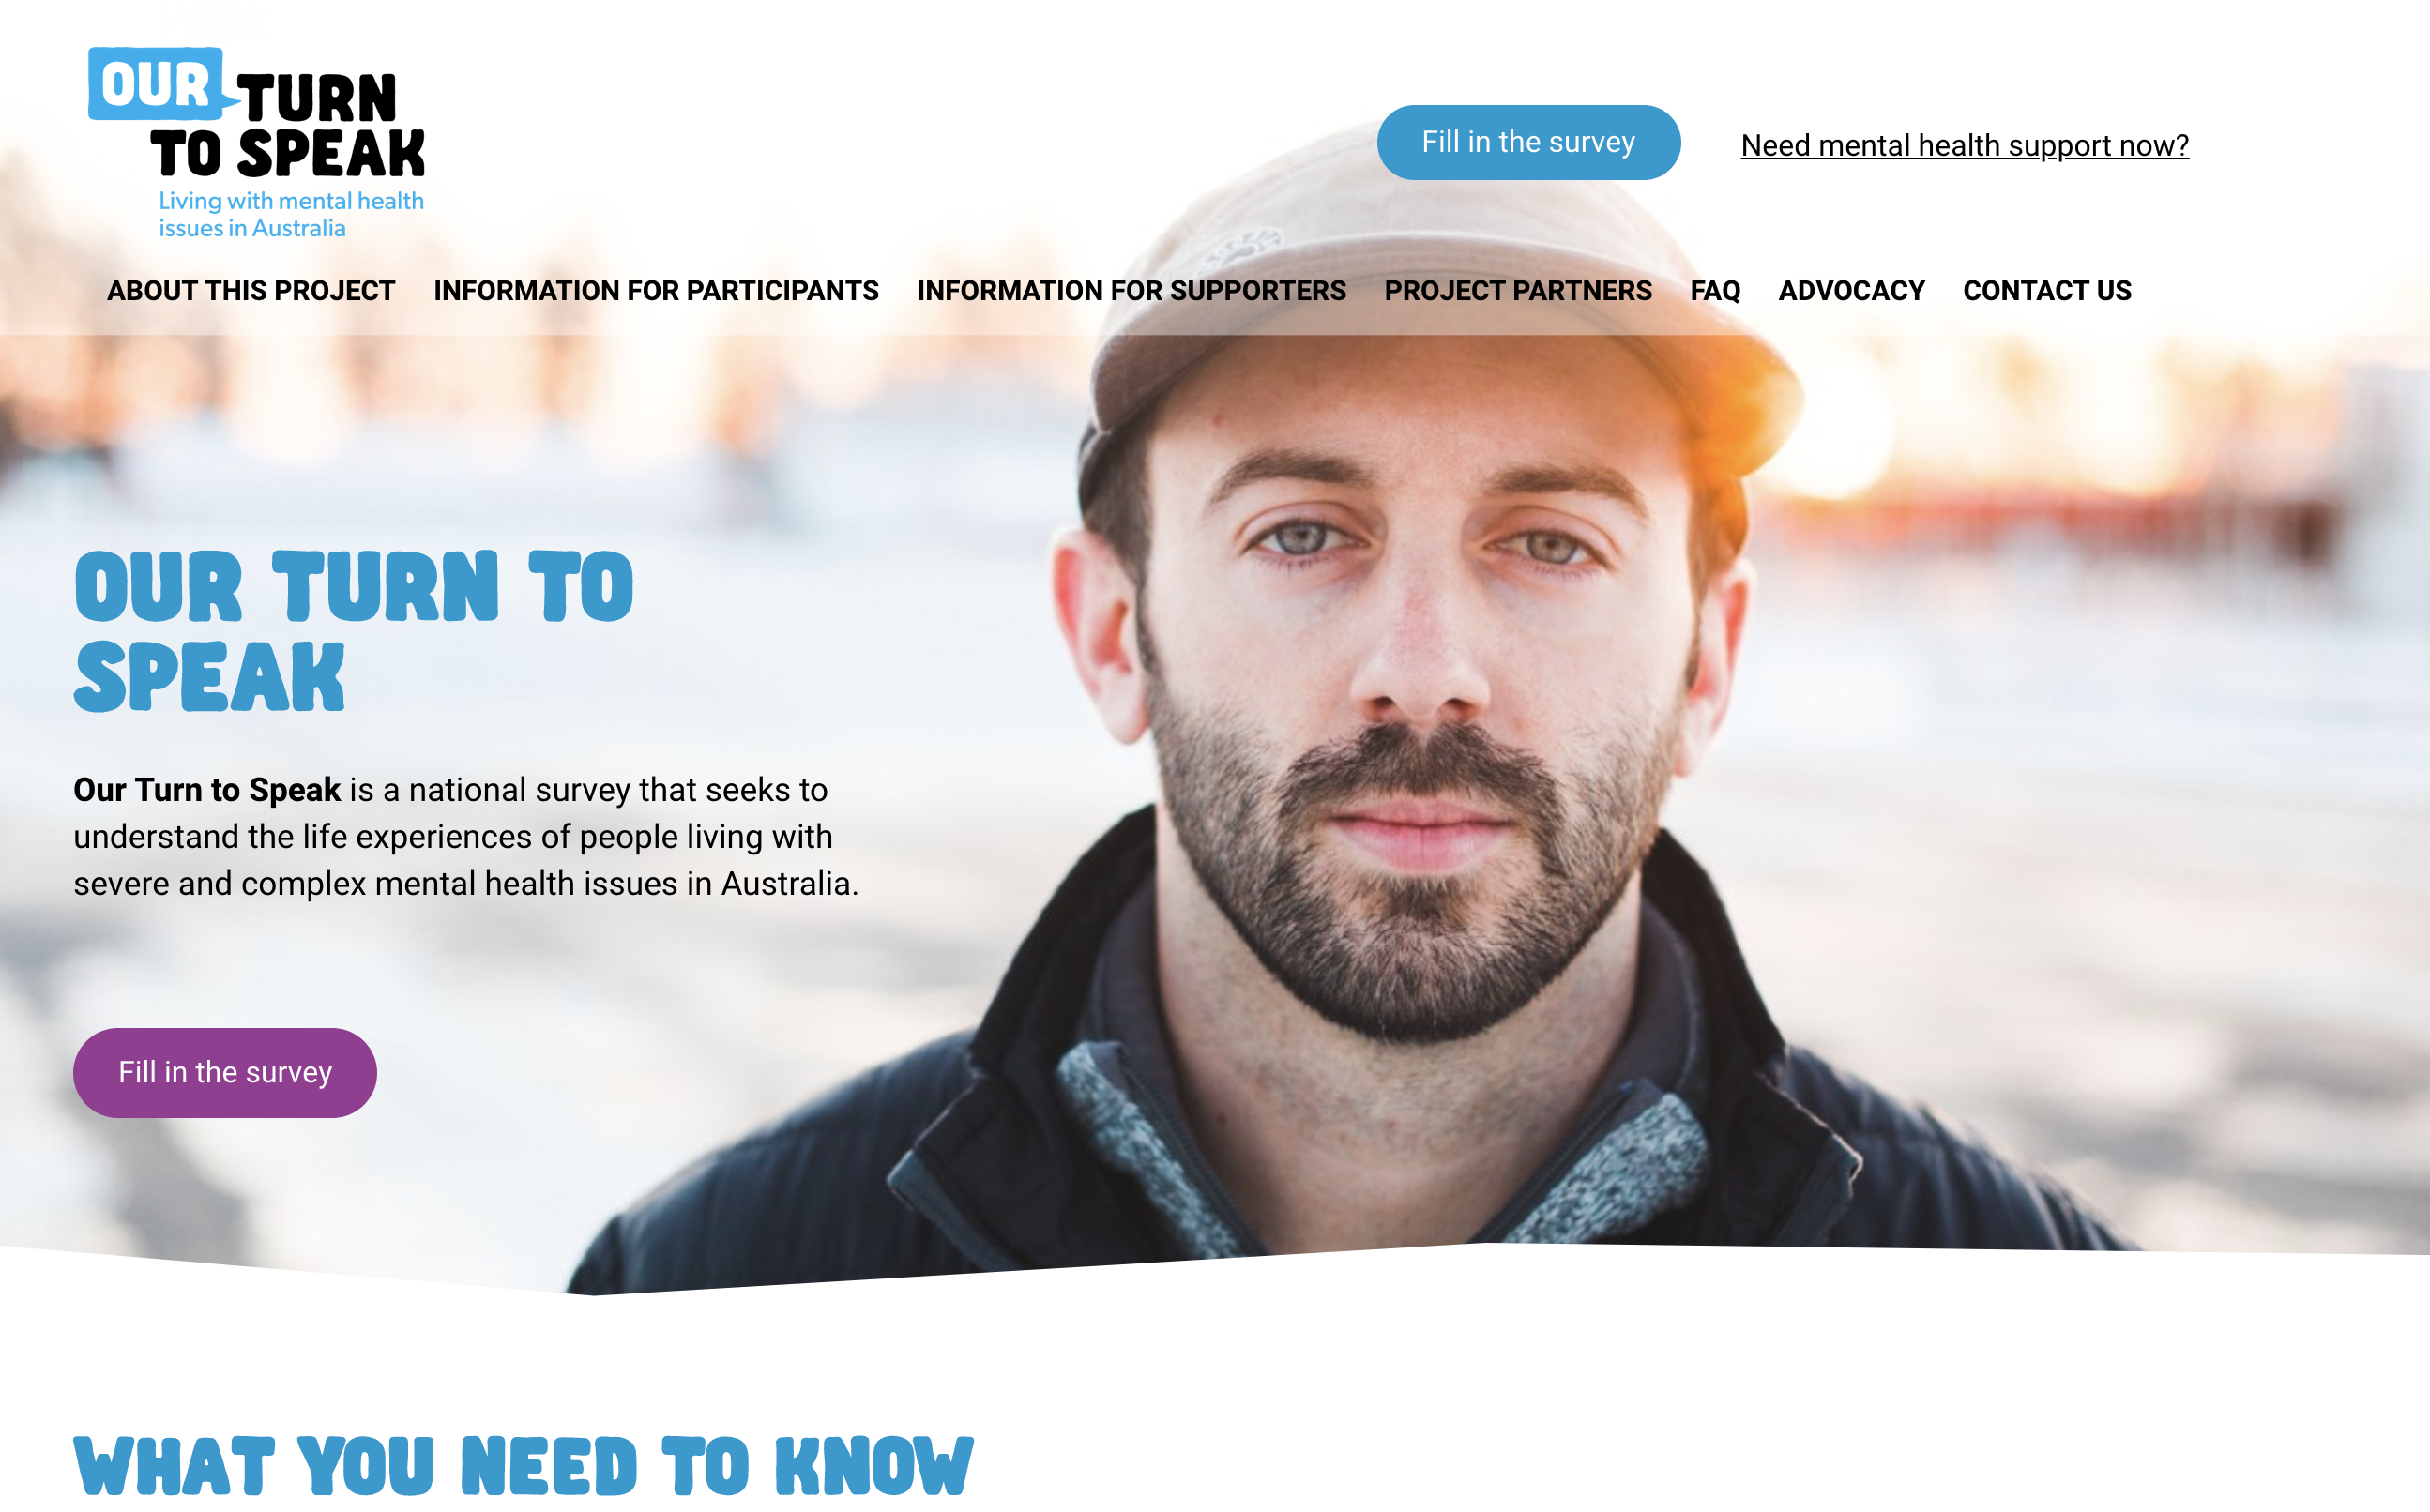 OUR TURN
TO SPEAK
Living with mental health
issues in Australia
Fill in the survey
Need mental health support now?
ABOUT THIS PROJECT INFORMATION FOR PARTICIPANTS INFORMATION FOR SUPPORTERS PROJECT PARTNERS FAQ ADVOCACY CONTACT US
OUR TURN TO
SPEAK
Our Turn to Speak is a national survey that seeks to
understand the life experiences of people living with
severe and complex mental health issues in Australia.
Fill in the survey
WHAT YOU NEED TO KNOW